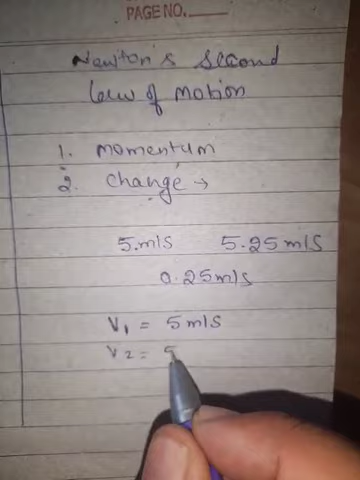 PAGE NO.
Newton's second
law of motion
1. momentum
2. change →
5.m/s 5.25 m/s
0.25m/s
V₁ = 5m/s
V₂ = 5